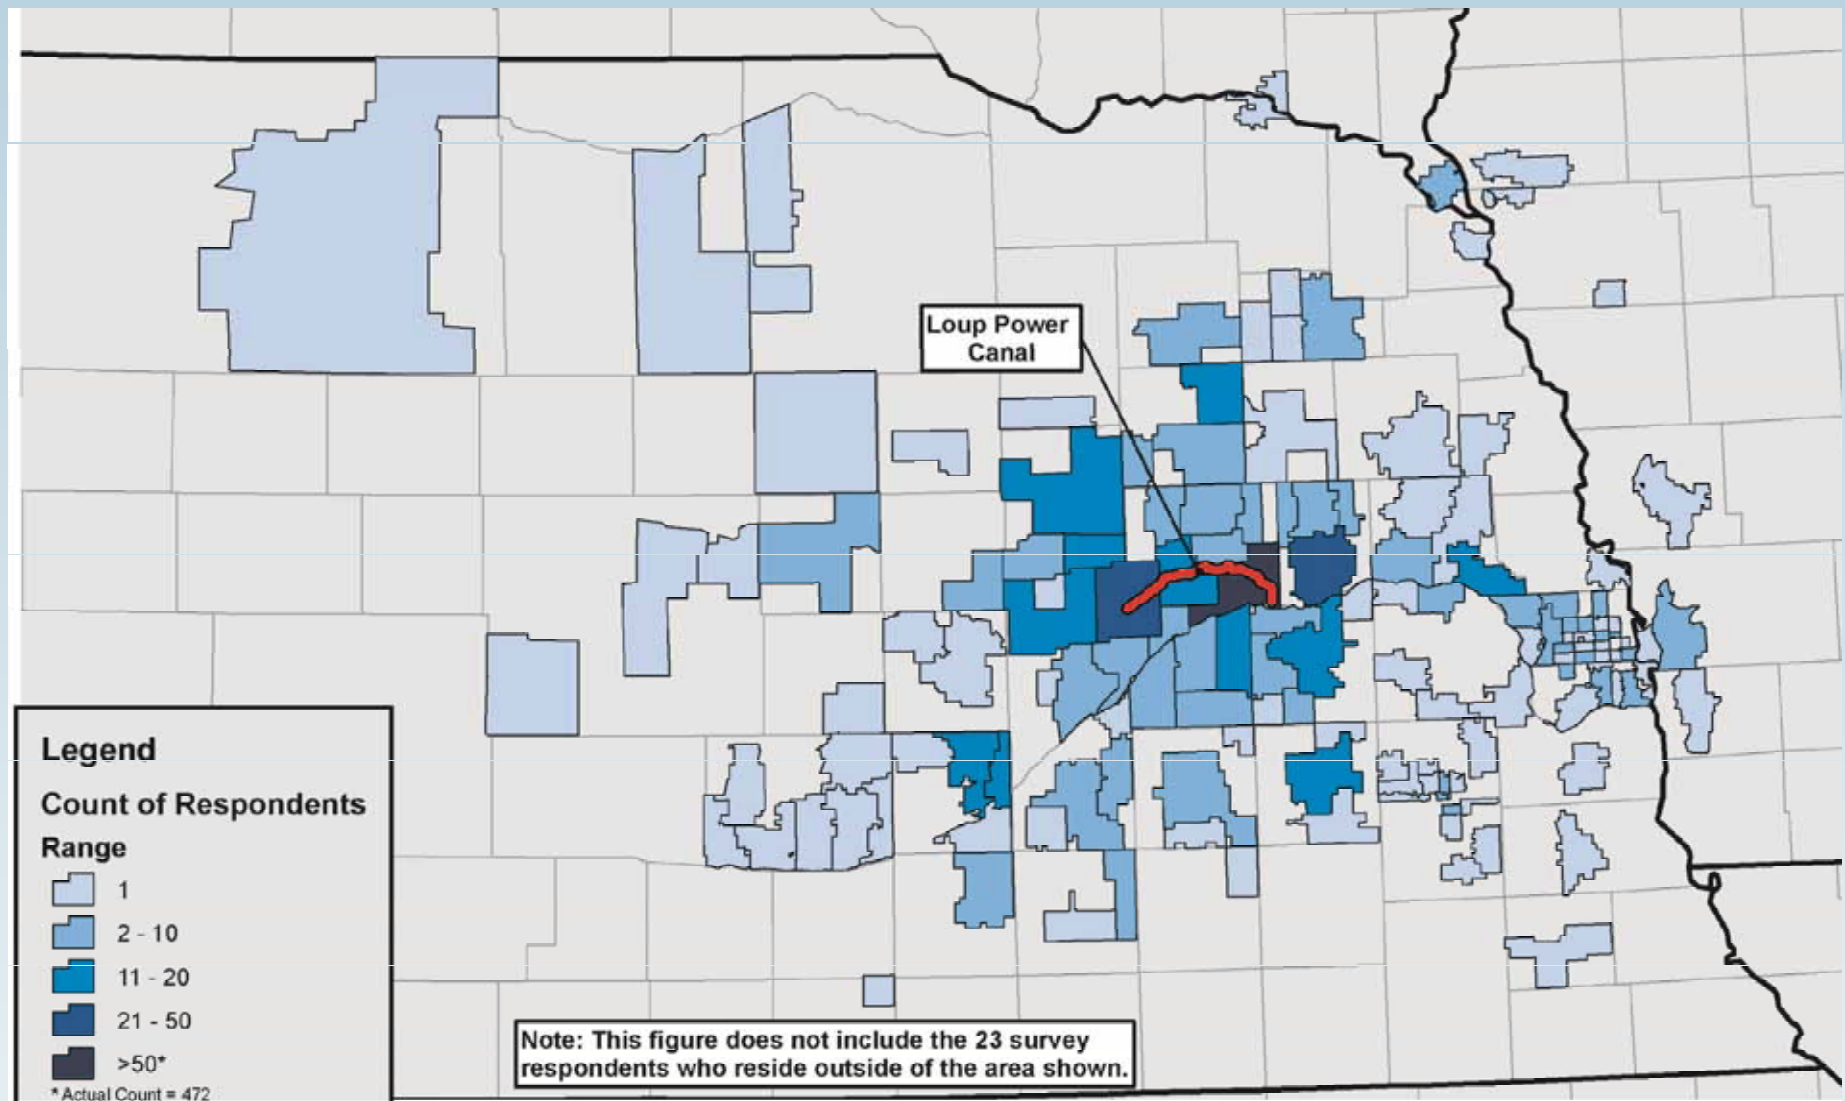 Loup Power
Canal
Legend
Count of Respondents
Range
1
2 - 10
11 - 20
21 - 50
>50*
*Actual Count = 472
Note: This figure does not include the 23 survey
respondents who reside outside of the area shown.